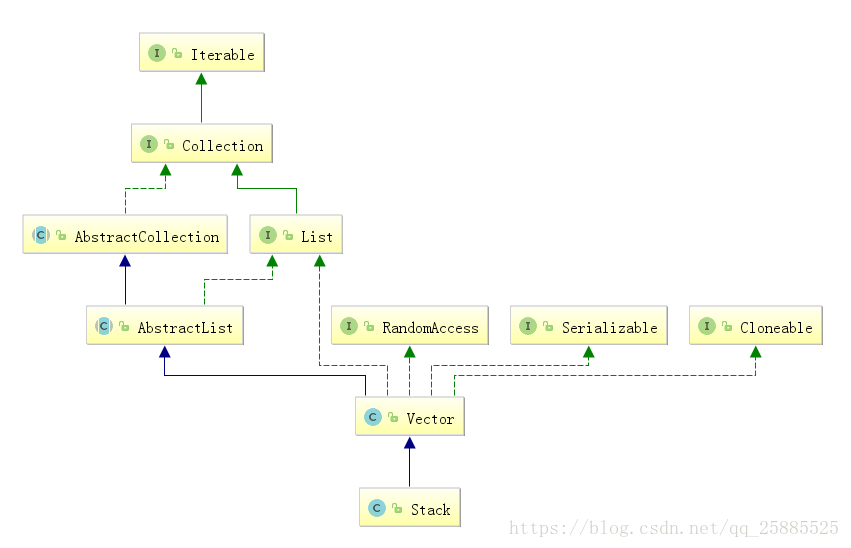 I Iterable
I Collection
C AbstractCollection
I List
C AbstractList
I RandomAccess
I Serializable
I Cloneable
C Vector
C Stack
https://blog.csdn.net/qq_25885525